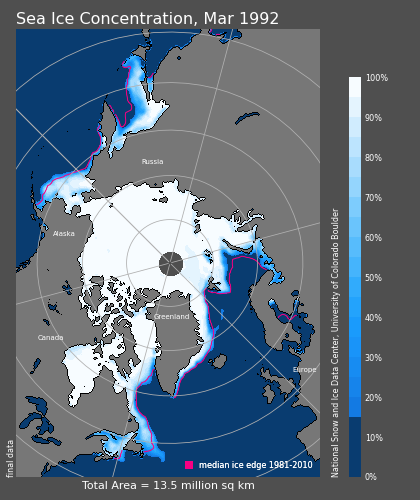 Sea Ice Concentration, Mar 1992
100%
90%
80%
70%
60%
50%
40%
30%
20%
10%
0%
Russia
Alaska
Greenland
Canada
Europe
National Snow and Ice Data Center, University of Colorado Boulder
final data
median ice edge 1981-2010
Total Area = 13.5 million sq km